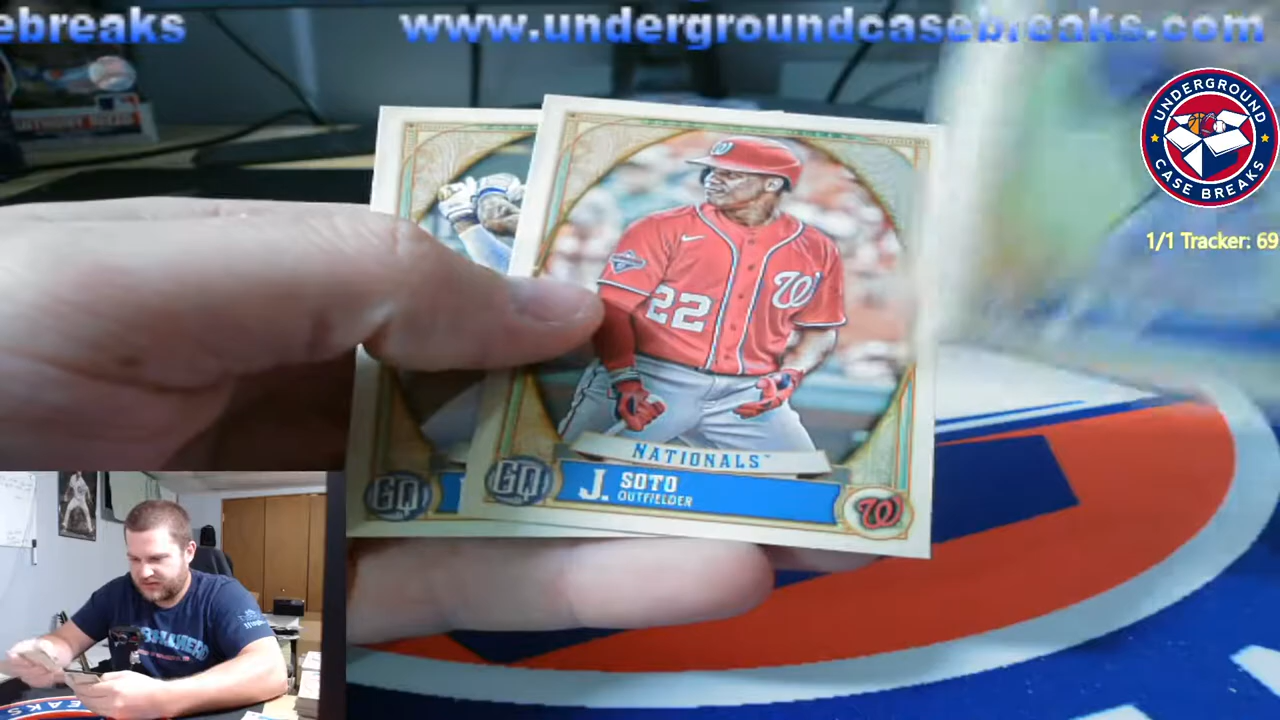 ebreaks
www.undergroundcasebreaks.com
UNDERGROUND
CASE BREAKS
1/1 Tracker: 69
W
22
W
NATIONALS
GQ
GQ
J. SOTO
OUTFIELDER
W